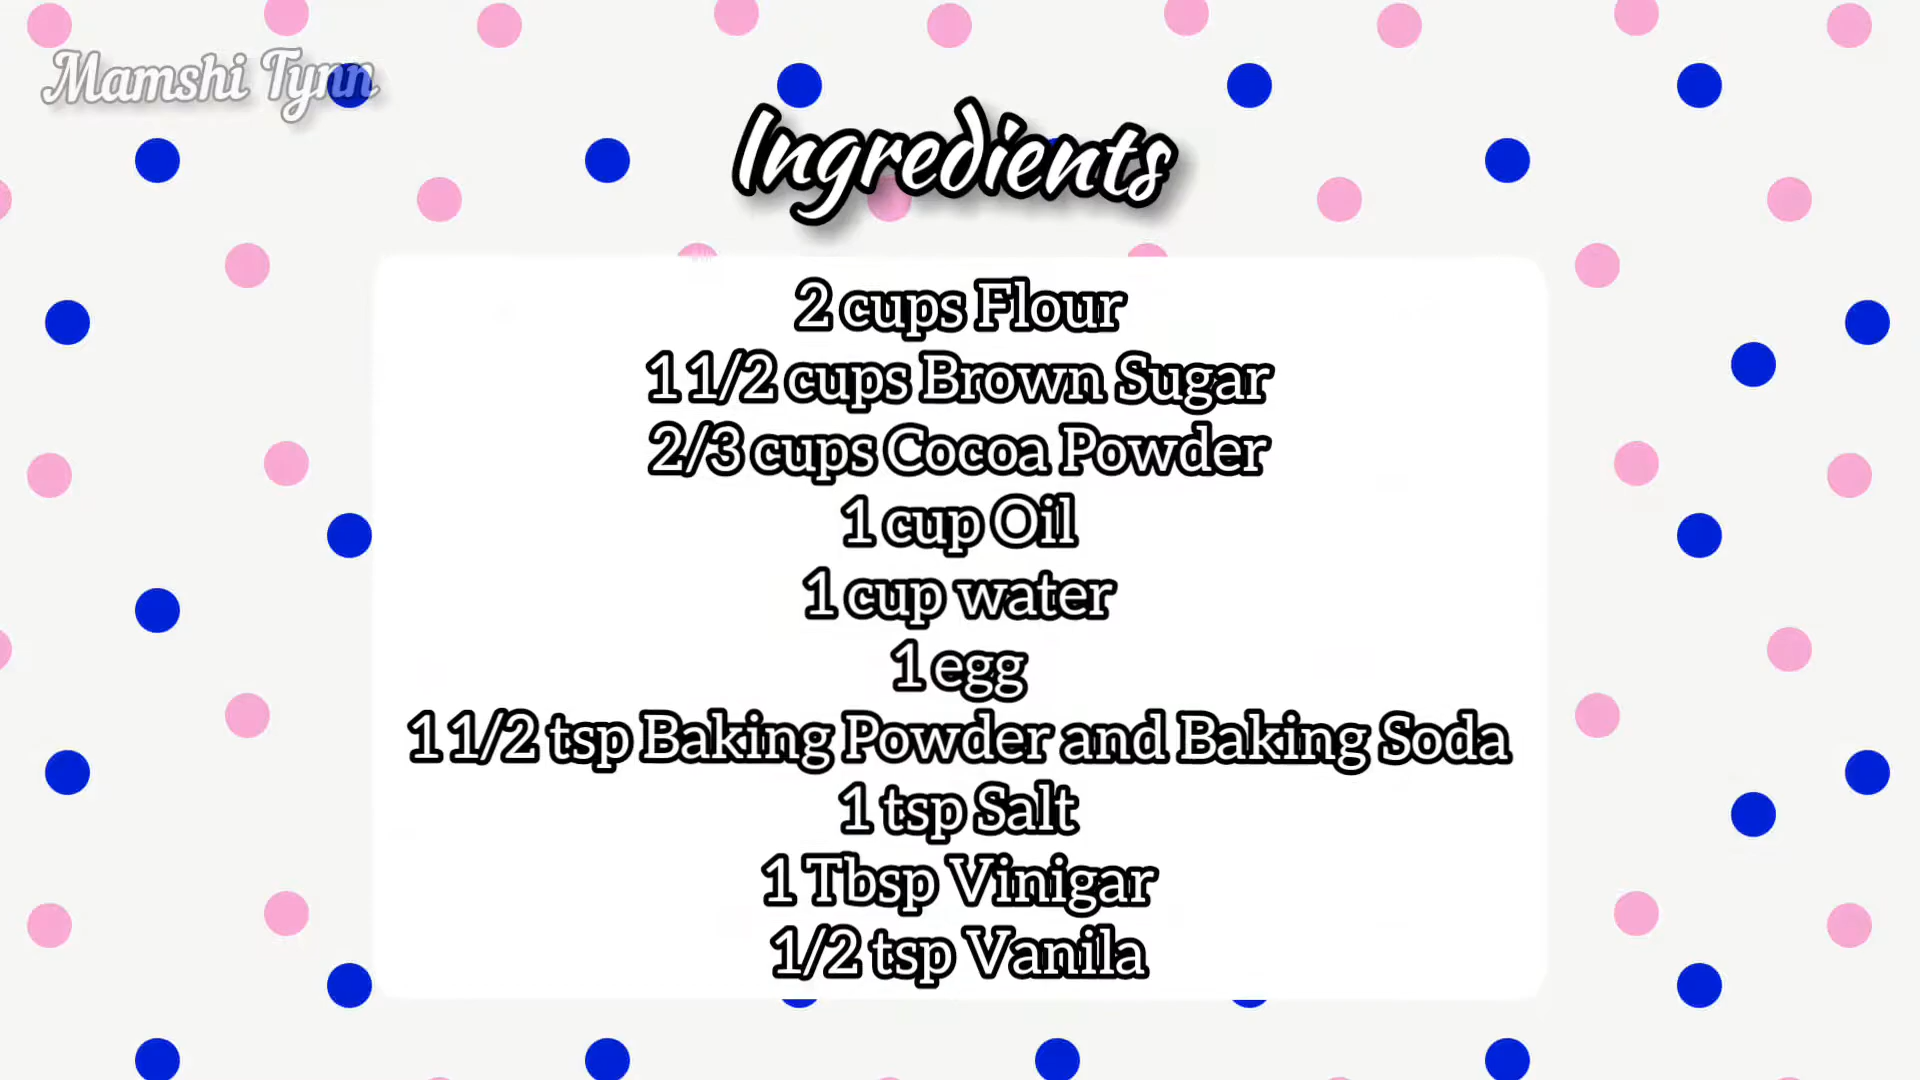 Mamshi Tynn
Ingredients
2 cups Flour
1 1/2 cups Brown Sugar
2/3 cups Cocoa Powder
1 cup Oil
1 cup water
1 egg
1 1/2 tsp Baking Powder and Baking Soda
1 tsp Salt
1 Tbsp Vinigar
1/2 tsp Vanila